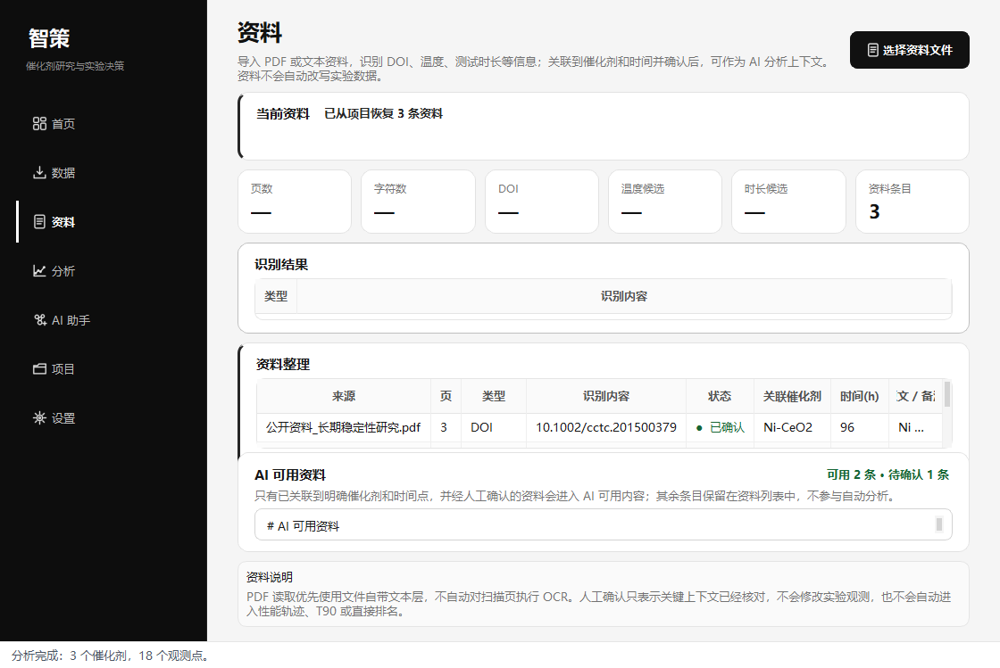 智策
催化剂研究与实验决策
首页
数据
资料
分析
AI 助手
项目
设置
资料
导入 PDF 或文本资料，识别 DOI、温度、测试时长等信息；关联到催化剂和时间并确认后，可作为 AI 分析上下文。
资料不会自动改写实验数据。
选择资料文件
当前资料 已从项目恢复 3 条资料
页数 字符数 DOI 温度候选 时长候选 资料条目
— — — — — 3
识别结果
类型 识别内容
资料整理
来源 页 类型 识别内容 状态 关联催化剂 时间(h) 文 / 备
公开资料_长期稳定性研究.pdf 3 DOI 10.1002/cctc.201500379 ● 已确认 Ni-CeO2 96 Ni ...
AI 可用资料 可用 2 条 • 待确认 1 条
只有已关联到明确催化剂和时间点，并经人工确认的资料会进入 AI 可用内容；其余条目保留在资料列表中，不参与自动分析。
# AI 可用资料
资料说明
PDF 读取优先使用文件自带文本层，不自动对扫描页执行 OCR。人工确认只表示关键上下文已经核对，不会修改实验观测，也不会自动进
入性能轨迹、T90 或直接排名。
分析完成：3 个催化剂，18 个观测点。